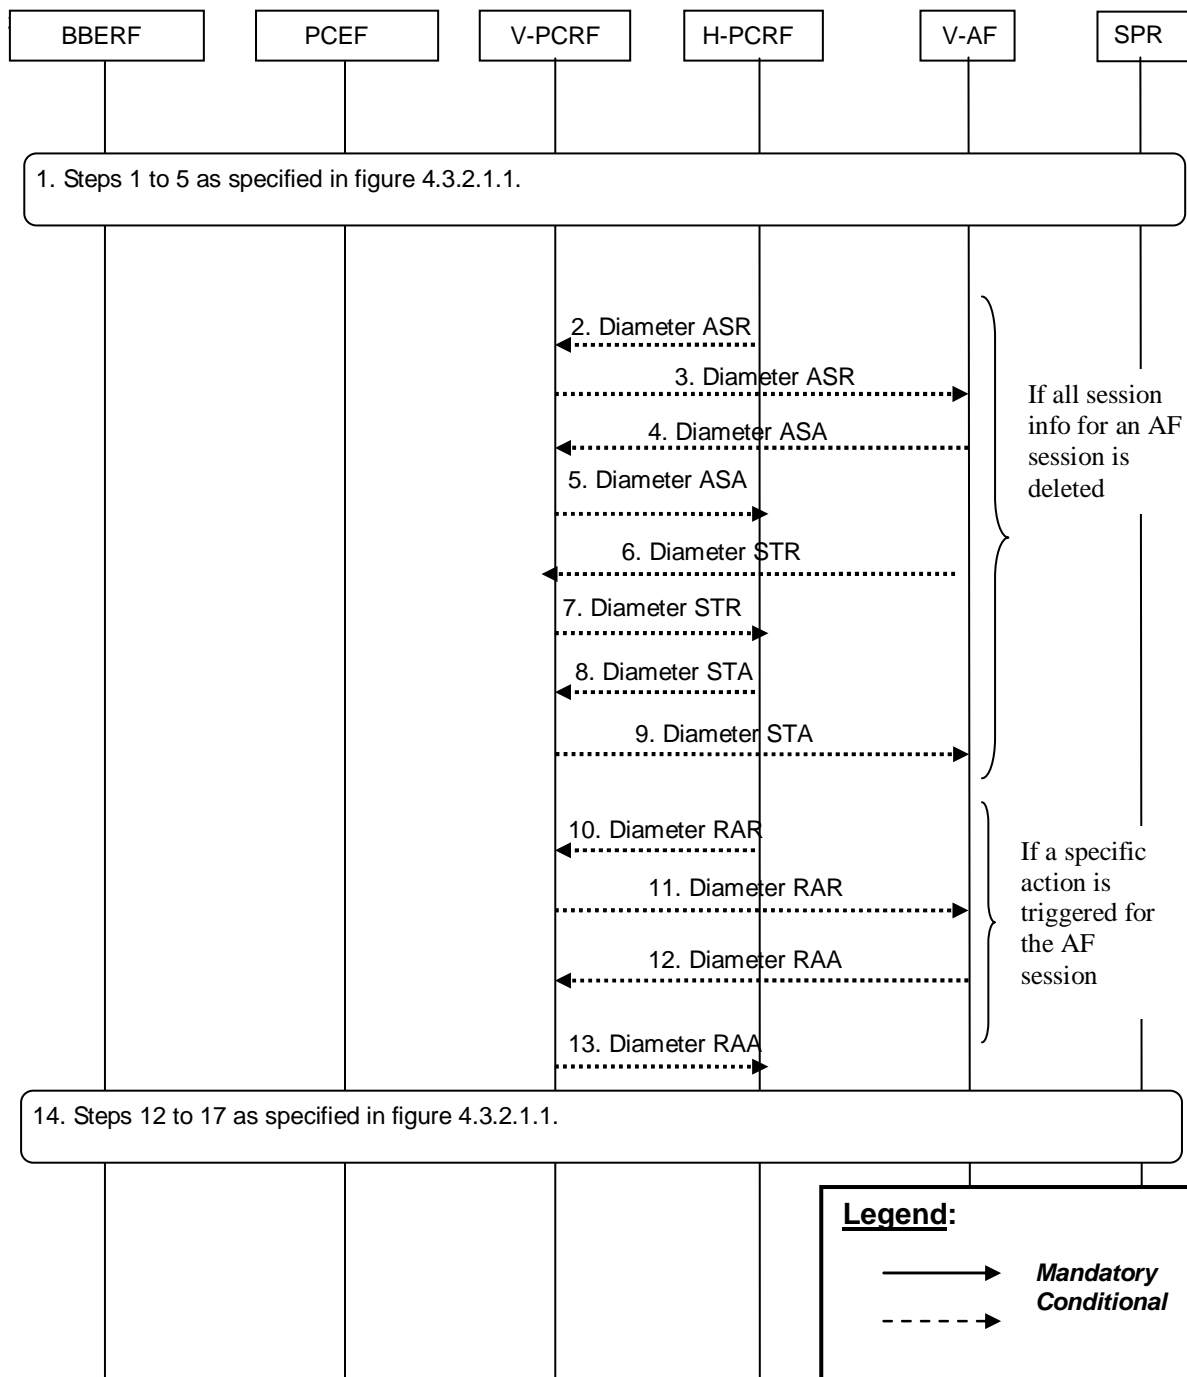 BBERF
PCEF
V-PCRF
H-PCRF
V-AF
SPR
1. Steps 1 to 5 as specified in figure 4.3.2.1.1.
2. Diameter ASR
3. Diameter ASR
4. Diameter ASA
5. Diameter ASA
6. Diameter STR
7. Diameter STR
8. Diameter STA
9. Diameter STA
If all session
info for an AF
session is
deleted
10. Diameter RAR
11. Diameter RAR
12. Diameter RAA
13. Diameter RAA
If a specific
action is
triggered for
the AF
session
14. Steps 12 to 17 as specified in figure 4.3.2.1.1.
Legend:
Mandatory
Conditional